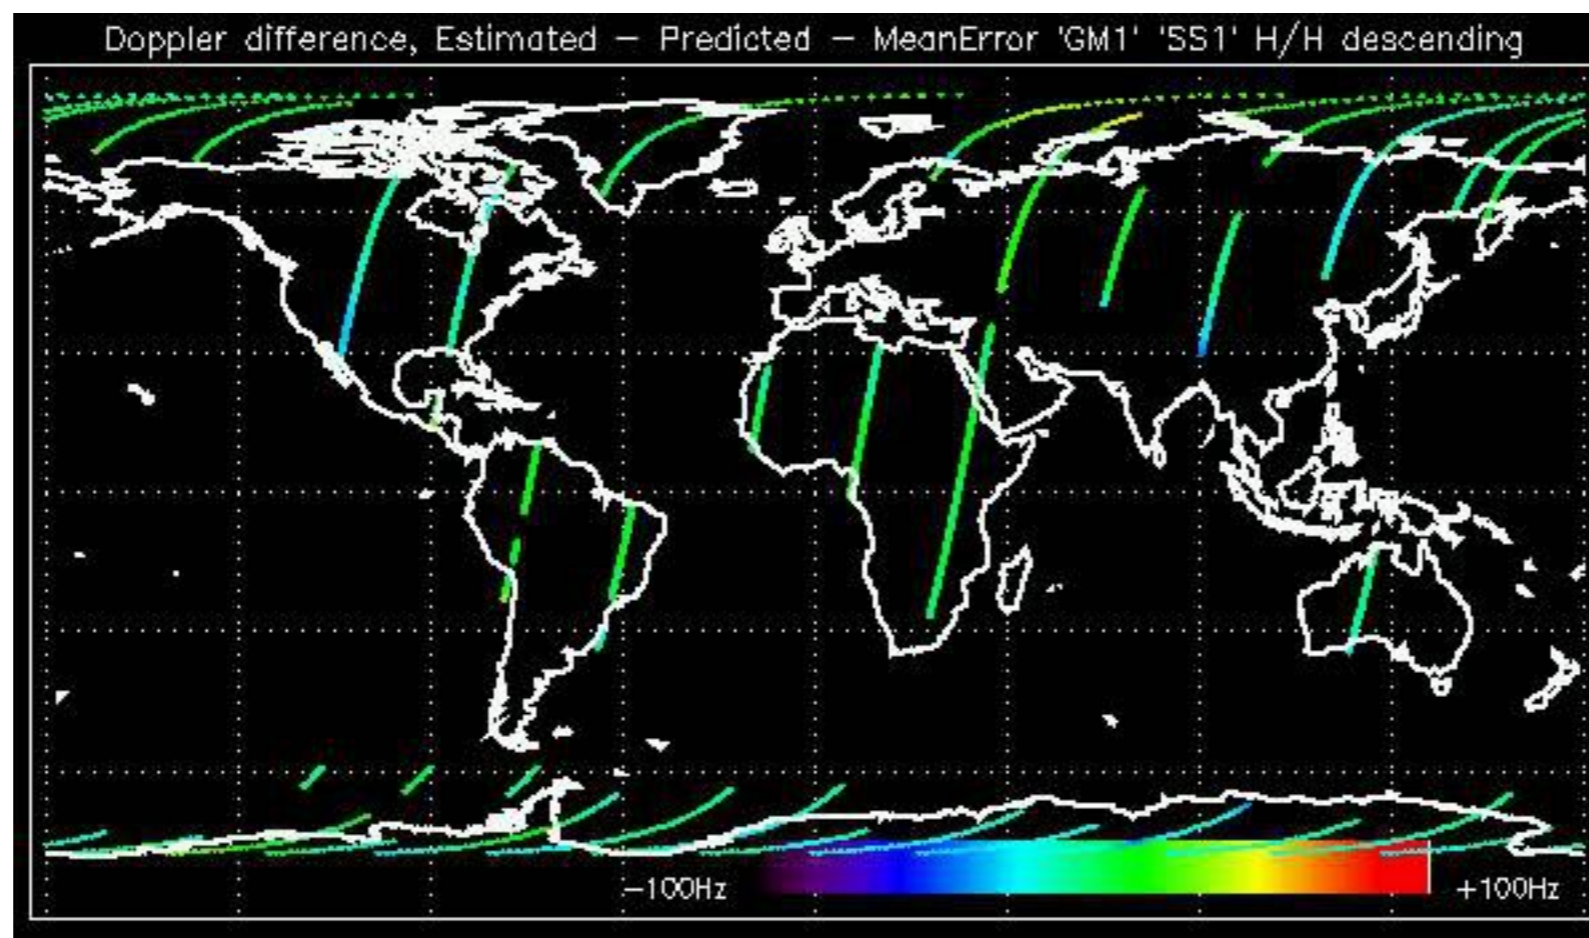 Doppler difference, Estimated – Predicted – MeanError 'GM1' 'SS1' H/H descending
–100Hz
+100Hz